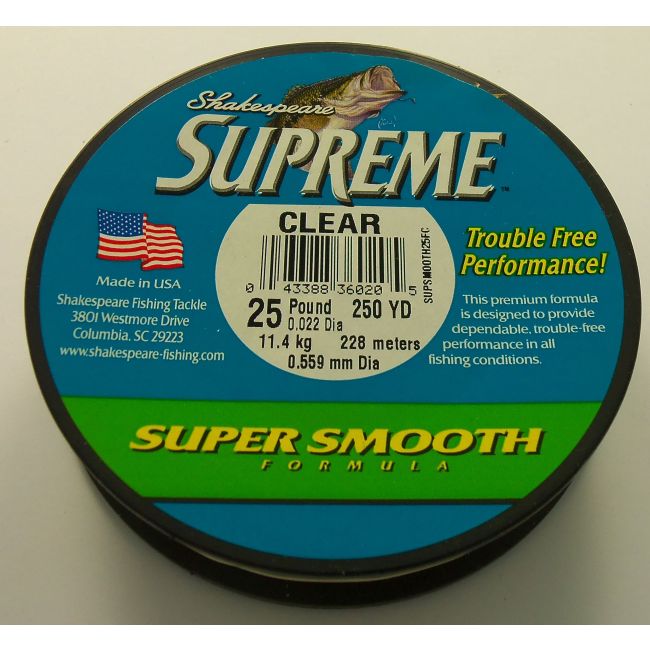 Shakespeare
SUPREME™
CLEAR
0 43388 36020 5
SUPSMOOTH25FC
25 Pound 250 YD
0.022 Dia
11.4 kg 228 meters
0.559 mm Dia
Made in USA
Shakespeare Fishing Tackle
3801 Westmore Drive
Columbia, SC 29223
www.shakespeare-fishing.com
Trouble Free
Performance!
This premium formula
is designed to provide
dependable, trouble-free
performance in all
fishing conditions.
SUPER SMOOTH
FORMULA